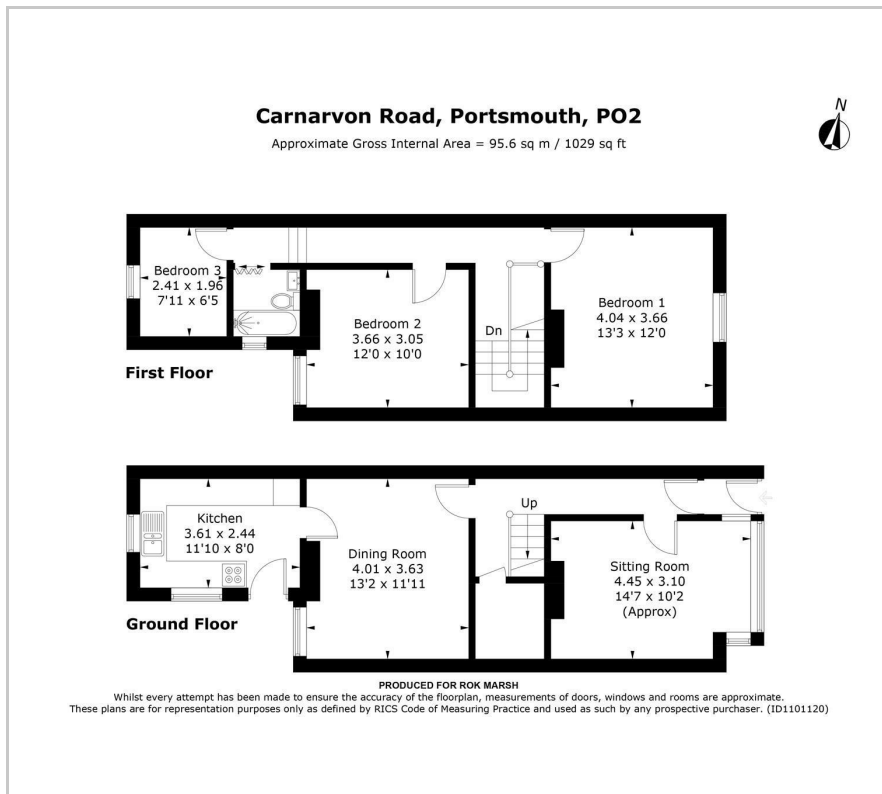 Carnarvon Road, Portsmouth, PO2
Approximate Gross Internal Area = 95.6 sq m / 1029 sq ft
N
Bedroom 3
2.41 x 1.96
7'11 x 6'5
Bedroom 2
3.66 x 3.05
12'0 x 10'0
Dn
Bedroom 1
4.04 x 3.66
13'3 x 12'0
First Floor
Kitchen
3.61 x 2.44
11'10 x 8'0
Dining Room
4.01 x 3.63
13'2 x 11'11
Up
Sitting Room
4.45 x 3.10
14'7 x 10'2
(Approx)
Ground Floor
PRODUCED FOR ROK MARSH
Whilst every attempt has been made to ensure the accuracy of the floorplan, measurements of doors, windows and rooms are approximate.
These plans are for representation purposes only as defined by RICS Code of Measuring Practice and used as such by any prospective purchaser. (ID1101120)